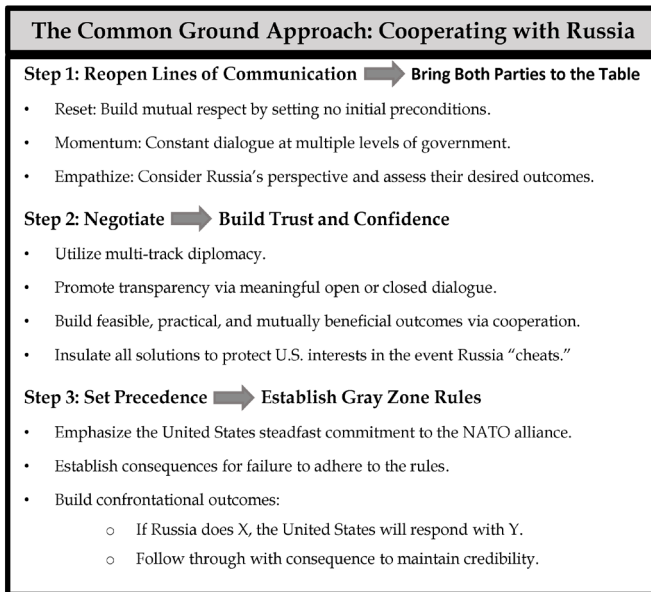 The Common Ground Approach: Cooperating with Russia
Step 1: Reopen Lines of Communication Bring Both Parties to the Table
• Reset: Build mutual respect by setting no initial preconditions.
• Momentum: Constant dialogue at multiple levels of government.
• Empathize: Consider Russia's perspective and assess their desired outcomes.
Step 2: Negotiate Build Trust and Confidence
• Utilize multi-track diplomacy.
• Promote transparency via meaningful open or closed dialogue.
• Build feasible, practical, and mutually beneficial outcomes via cooperation.
• Insulate all solutions to protect U.S. interests in the event Russia “cheats.”
Step 3: Set Precedence Establish Gray Zone Rules
• Emphasize the United States steadfast commitment to the NATO alliance.
• Establish consequences for failure to adhere to the rules.
• Build confrontational outcomes:
o If Russia does X, the United States will respond with Y.
o Follow through with consequence to maintain credibility.